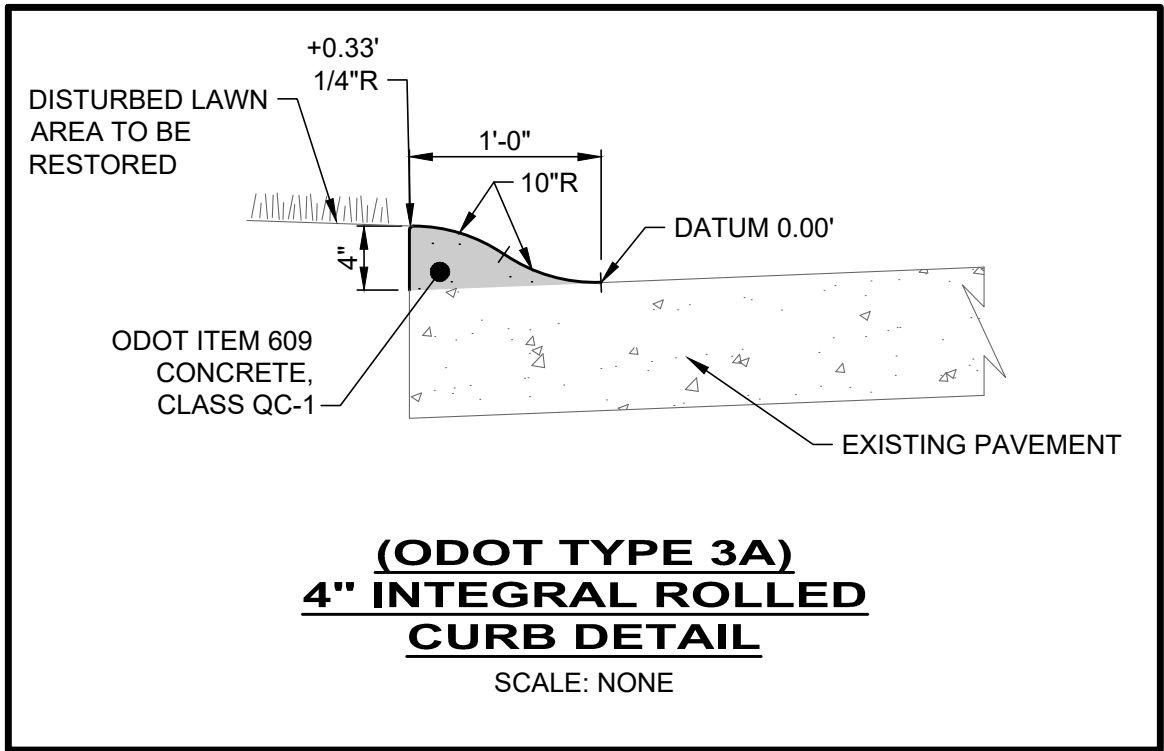 +0.33'
1/4"R
DISTURBED LAWN
AREA TO BE
RESTORED
1'-0"
10"R
DATUM 0.00'
4"
ODOT ITEM 609
CONCRETE,
CLASS QC-1
EXISTING PAVEMENT
(ODOT TYPE 3A)
4" INTEGRAL ROLLED
CURB DETAIL
SCALE: NONE